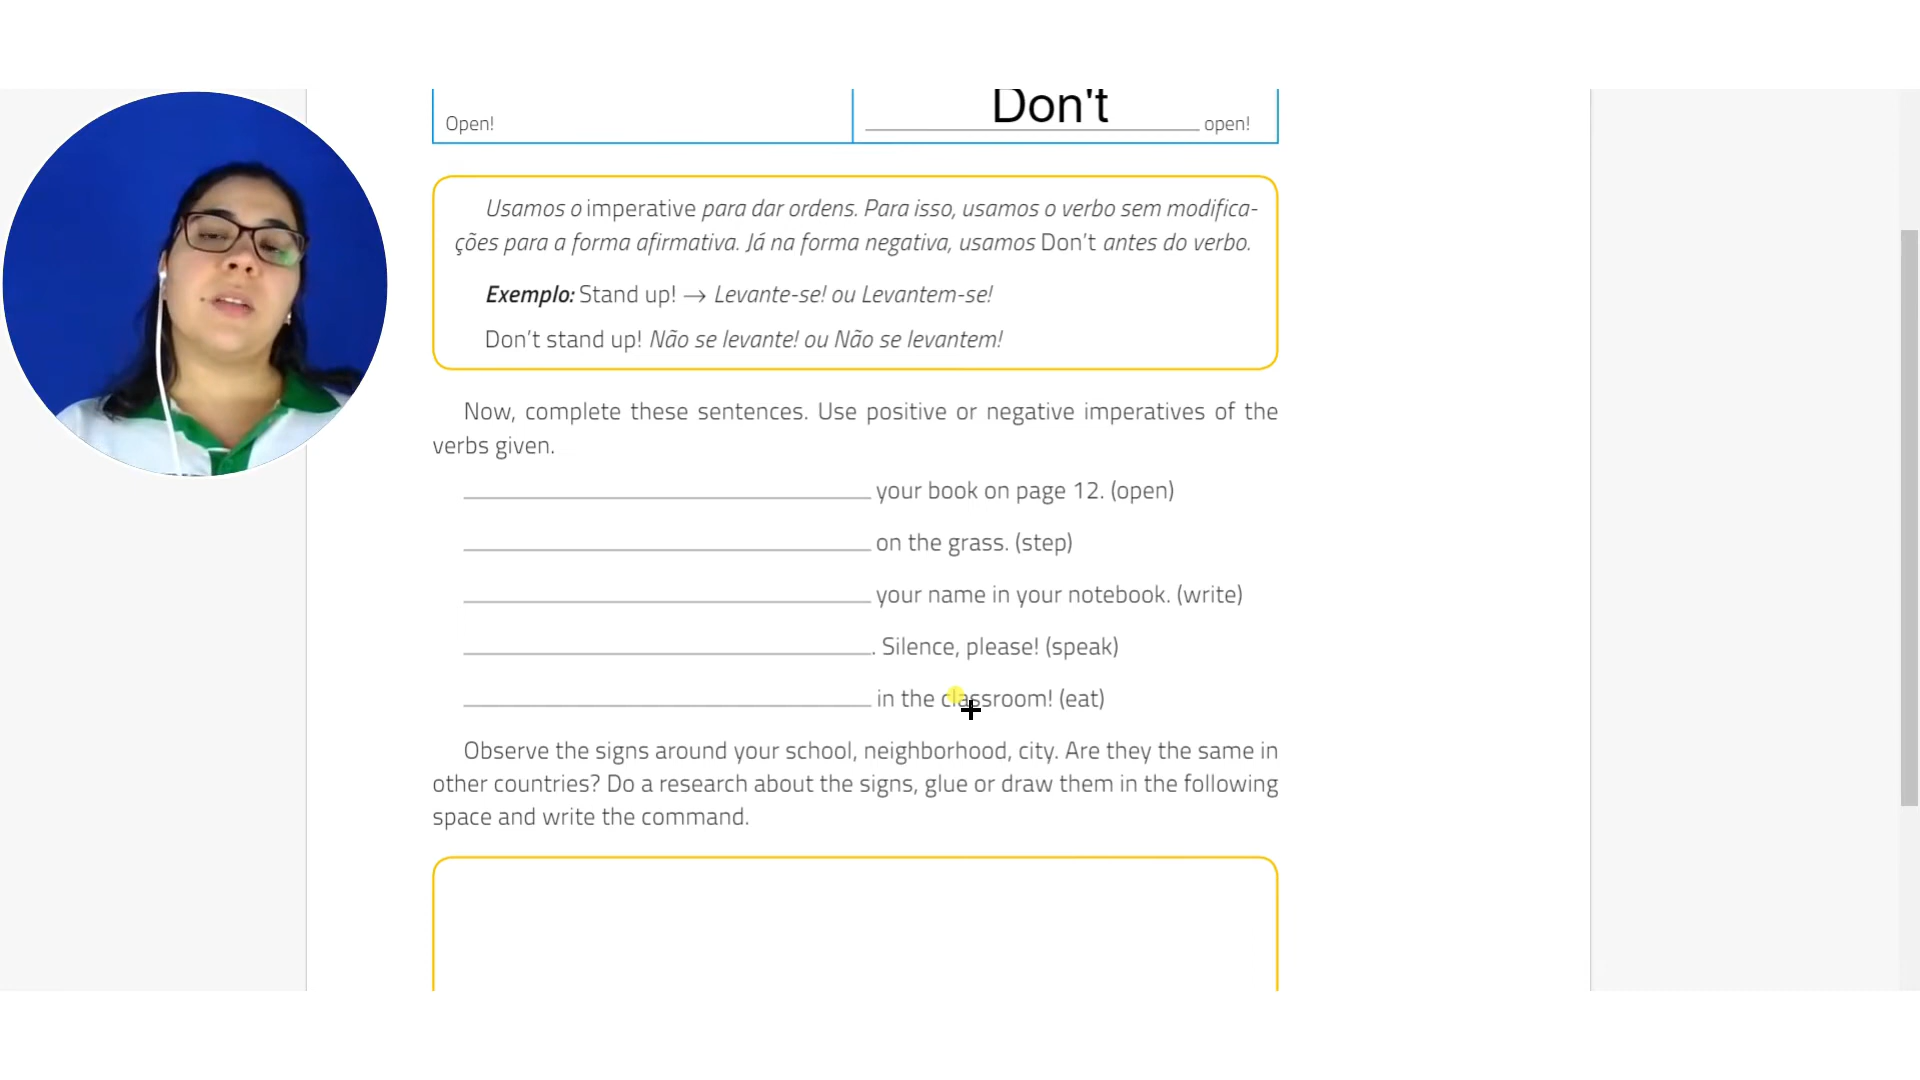 Don't
Open!
open!
Usamos o imperative para dar ordens. Para isso, usamos o verbo sem modifica-
ções para a forma afirmativa. Já na forma negativa, usamos Don’t antes do verbo.
Exemplo: Stand up! → Levante-se! ou Levantem-se!
Don’t stand up! Não se levante! ou Não se levantem!
Now, complete these sentences. Use positive or negative imperatives of the
verbs given.
your book on page 12. (open)
on the grass. (step)
your name in your notebook. (write)
. Silence, please! (speak)
in the classroom! (eat)
Observe the signs around your school, neighborhood, city. Are they the same in
other countries? Do a research about the signs, glue or draw them in the following
space and write the command.